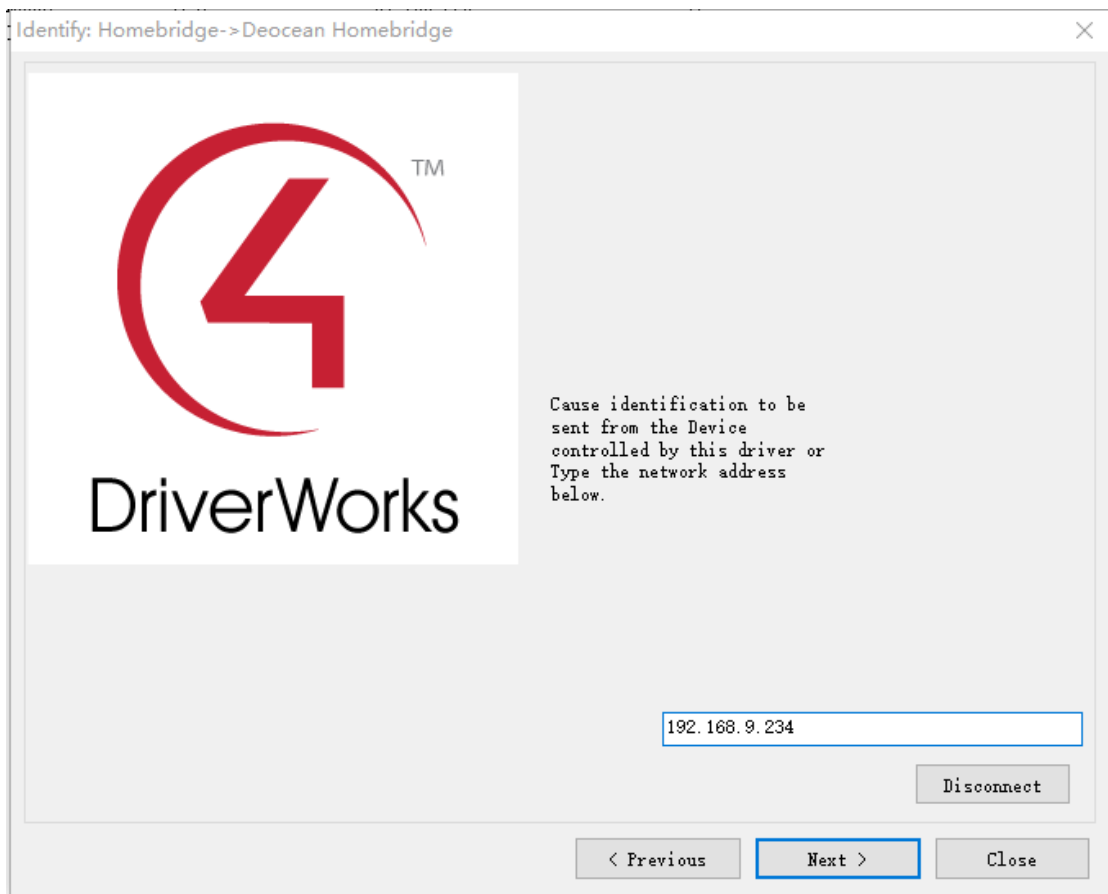 Identify: Homebridge->Deocean Homebridge
TM
4
DriverWorks
Cause identification to be
sent from the Device
controlled by this driver or
Type the network address
below.
192.168.9.234
Disconnect
< Previous
Next >
Close